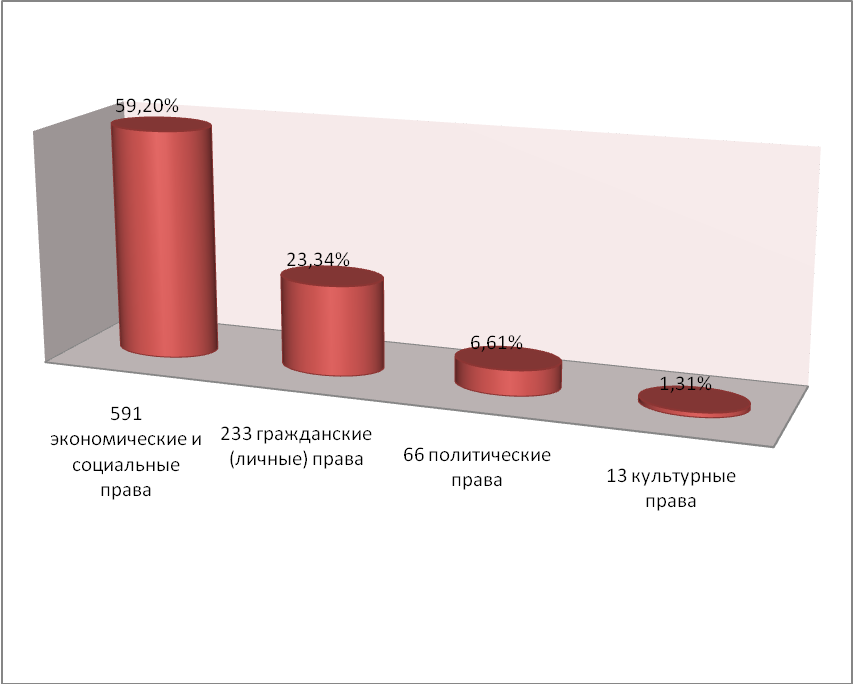 59,20%
23,34%
6,61%
1,31%
591
экономические и
социальные
права
233 гражданские
(личные) права
66 политические
права
13 культурные
права